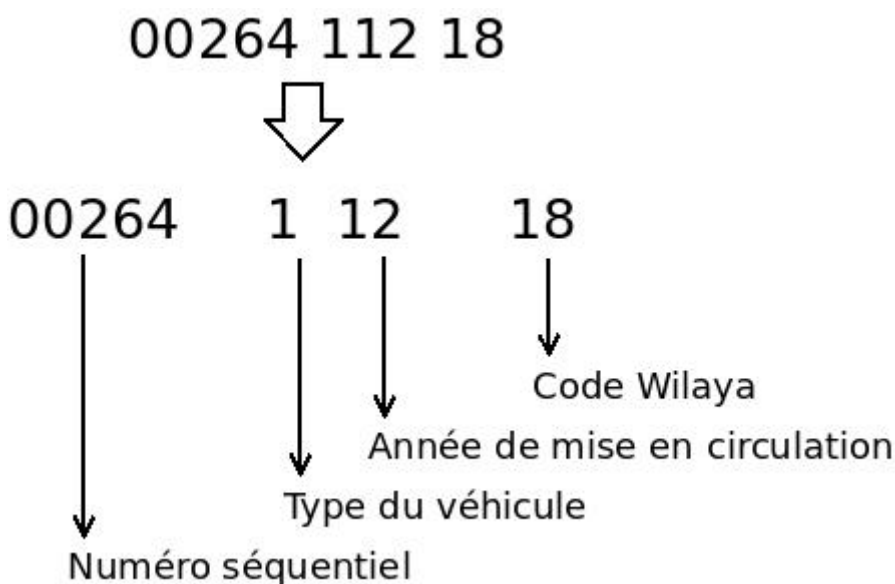 00264 112 18
00264 1 12 18
Code Wilaya
Année de mise en circulation
Type du véhicule
Numéro séquentiel